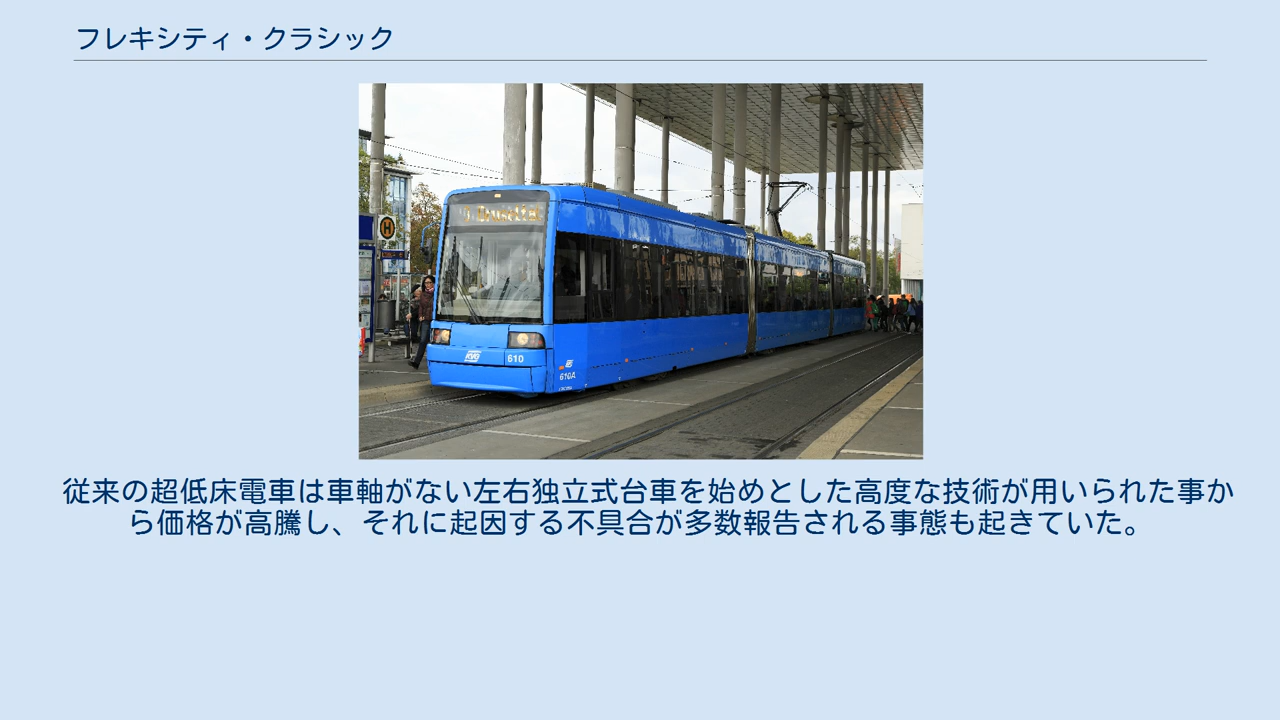 フレキシティ・クラシック
H
KVG
610
610A
従来の超低床電車は車軸がない左右独立式台車を始めとした高度な技術が用いられた事か
ら価格が高騰し、それに起因する不具合が多数報告される事態も起きていた。